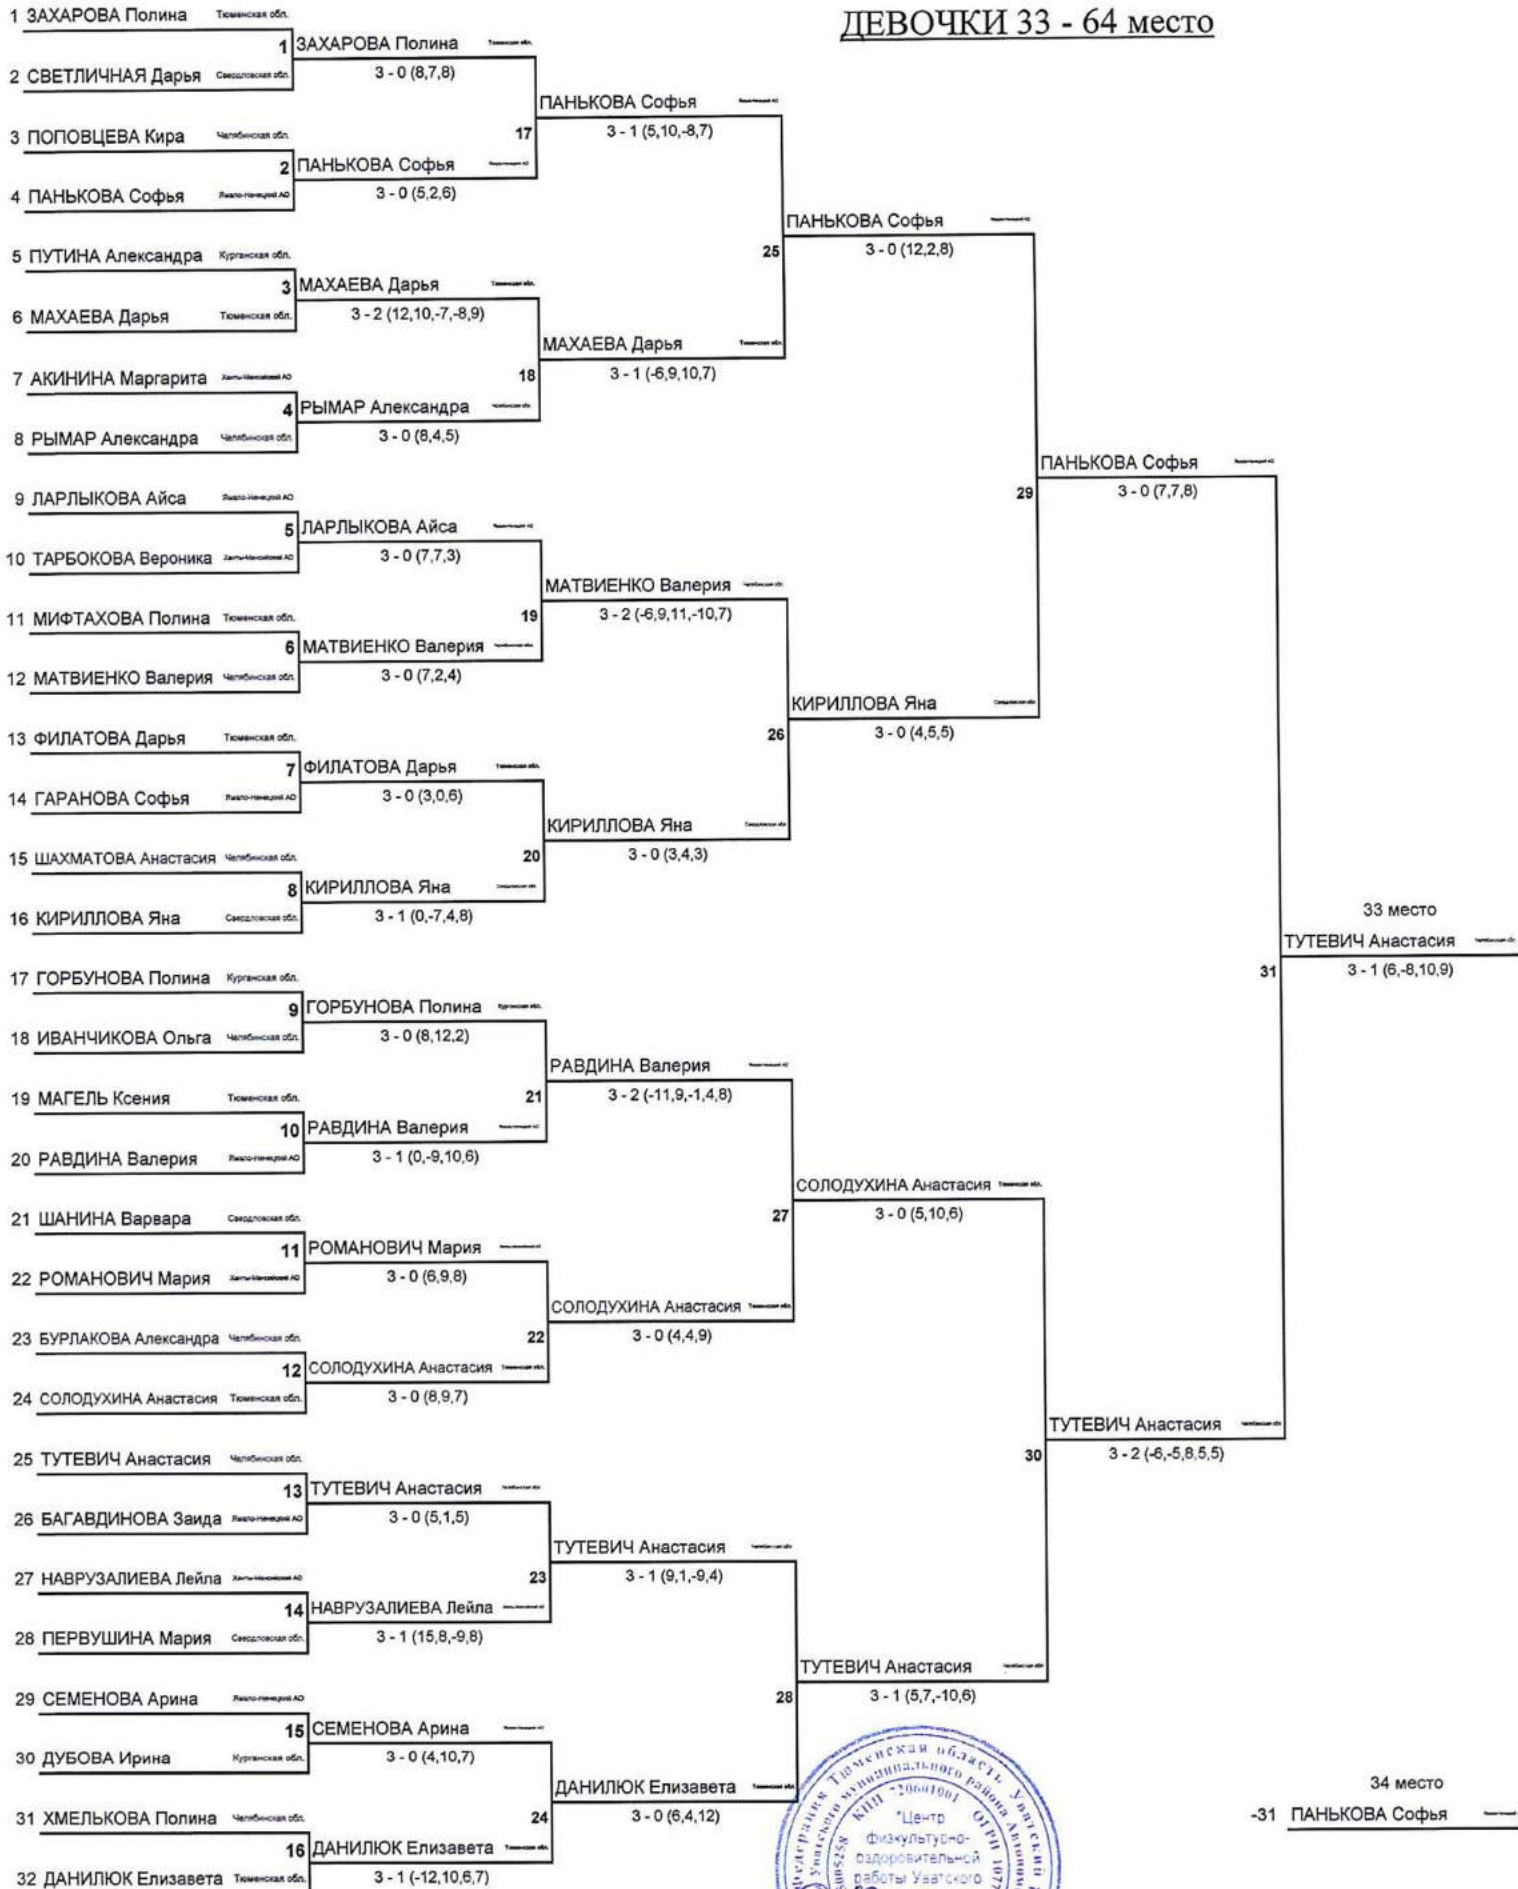 ДЕВОЧКИ 33 - 64 место
1 ЗАХАРОВА Полина Тюменская обл.
1 ЗАХАРОВА Полина
3 - 0 (8,7,8)
2 СВЕТЛИЧНАЯ Дарья Свердловская обл.
ПАНЬКОВА Софья
17
3 - 1 (5,10,-8,7)
3 ПОПОВЦЕВА Кира Челябинская обл.
2 ПАНЬКОВА Софья
3 - 0 (5,2,6)
4 ПАНЬКОВА Софья Ямало-Ненецкий АО
ПАНЬКОВА Софья
25
3 - 0 (12,2,8)
5 ПУТИНА Александра Курганская обл.
3 МАХАЕВА Дарья
3 - 2 (12,10,-7,-8,9)
6 МАХАЕВА Дарья Тюменская обл.
МАХАЕВА Дарья
18
3 - 1 (-6,9,10,7)
7 АКИНИНА Маргарита Ханты-Мансийский АО
4 РЫМАР Александра
3 - 0 (8,4,5)
8 РЫМАР Александра Челябинская обл.
ПАНЬКОВА Софья
29
3 - 0 (7,7,8)
9 ЛАРЛЫКОВА Айса Ямало-Ненецкий АО
5 ЛАРЛЫКОВА Айса
3 - 0 (7,7,3)
10 ТАРБОКОВА Вероника Ханты-Мансийский АО
МАТВИЕНКО Валерия
19
3 - 2 (-6,9,11,-10,7)
11 МИФТАХОВА Полина Тюменская обл.
6 МАТВИЕНКО Валерия
3 - 0 (7,2,4)
12 МАТВИЕНКО Валерия Челябинская обл.
КИРИЛЛОВА Яна
26
3 - 0 (4,5,5)
13 ФИЛАТОВА Дарья Тюменская обл.
7 ФИЛАТОВА Дарья
3 - 0 (3,0,6)
14 ГАРАНОВА Софья Ямало-Ненецкий АО
КИРИЛЛОВА Яна
20
3 - 0 (3,4,3)
15 ШАХМАТОВА Анастасия Челябинская обл.
8 КИРИЛЛОВА Яна
3 - 1 (0,-7,4,8)
16 КИРИЛЛОВА Яна Свердловская обл.
33 место
ТУТЕВИЧ Анастасия
31
3 - 1 (6,-8,10,9)
17 ГОРБУНОВА Полина Курганская обл.
9 ГОРБУНОВА Полина
3 - 0 (8,12,2)
18 ИВАНЧИКОВА Ольга Челябинская обл.
РАВДИНА Валерия
21
3 - 2 (-11,9,-1,4,8)
19 МАГЕЛЬ Ксения Тюменская обл.
10 РАВДИНА Валерия
3 - 1 (0,-9,10,6)
20 РАВДИНА Валерия Ямало-Ненецкий АО
СОЛОДУХИНА Анастасия
27
3 - 0 (5,10,6)
21 ШАНИНА Варвара Свердловская обл.
11 РОМАНОВИЧ Мария
3 - 0 (6,9,8)
22 РОМАНОВИЧ Мария Ханты-Мансийский АО
СОЛОДУХИНА Анастасия
22
3 - 0 (4,4,9)
23 БУРЛАКОВА Александра Челябинская обл.
12 СОЛОДУХИНА Анастасия
3 - 0 (8,9,7)
24 СОЛОДУХИНА Анастасия Тюменская обл.
ТУТЕВИЧ Анастасия
30
3 - 2 (-6,-5,8,5,5)
25 ТУТЕВИЧ Анастасия Челябинская обл.
13 ТУТЕВИЧ Анастасия
3 - 0 (5,1,5)
26 БАГАВДИНОВА Заида Ямало-Ненецкий АО
ТУТЕВИЧ Анастасия
23
3 - 1 (9,1,-9,4)
27 НАВРУЗАЛИЕВА Лейла Ханты-Мансийский АО
14 НАВРУЗАЛИЕВА Лейла
3 - 1 (15,8,-9,8)
28 ПЕРВУШИНА Мария Свердловская обл.
ТУТЕВИЧ Анастасия
28
3 - 1 (5,7,-10,6)
29 СЕМЕНОВА Арина Ямало-Ненецкий АО
15 СЕМЕНОВА Арина
3 - 0 (4,10,7)
30 ДУБОВА Ирина Курганская обл.
ДАНИЛЮК Елизавета
24
3 - 0 (6,4,12)
31 ХМЕЛЬКОВА Полина Челябинская обл.
16 ДАНИЛЮК Елизавета
3 - 1 (-12,10,6,7)
32 ДАНИЛЮК Елизавета Тюменская обл.
34 место
-31 ПАНЬКОВА Софья
Тюменская область Уватский
Уватского муниципального района
"Центр
физкультурно-
оздоровительной
работы Уватского